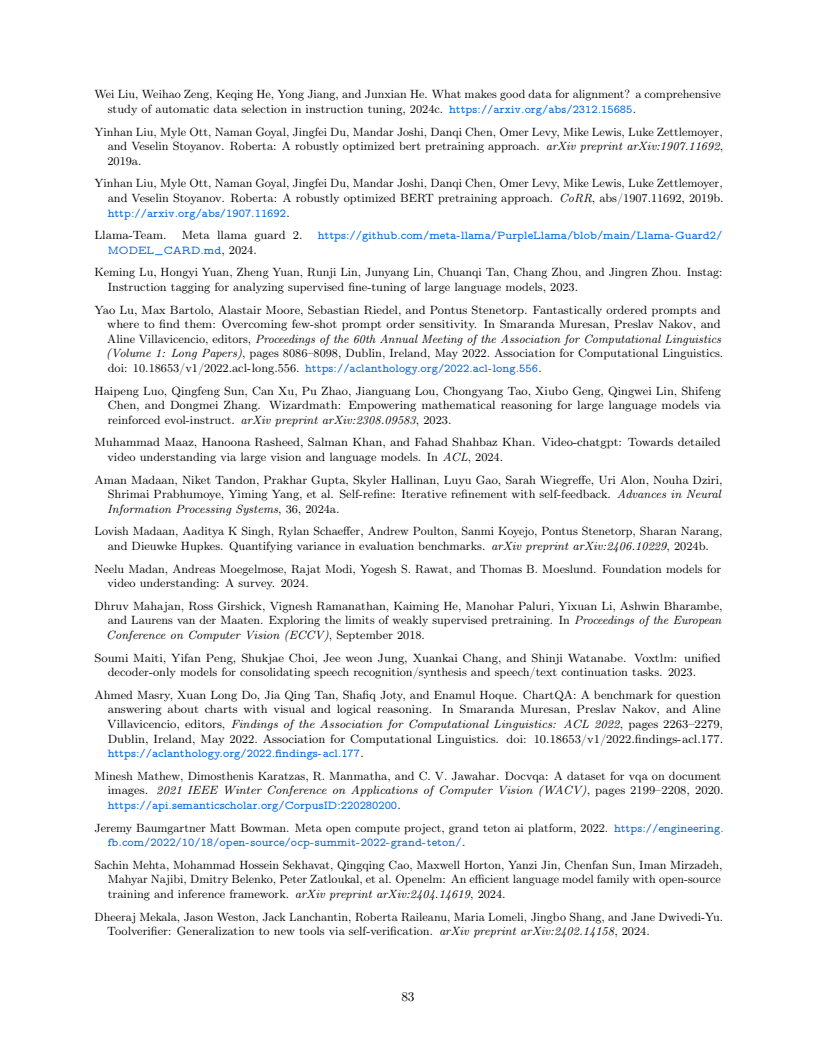 Wei Liu, Weihao Zeng, Keqing He, Yong Jiang, and Junxian He. What makes good data for alignment? a comprehensive
study of automatic data selection in instruction tuning, 2024c. https://arxiv.org/abs/2312.15685.
Yinhan Liu, Myle Ott, Naman Goyal, Jingfei Du, Mandar Joshi, Danqi Chen, Omer Levy, Mike Lewis, Luke Zettlemoyer,
and Veselin Stoyanov. Roberta: A robustly optimized bert pretraining approach. arXiv preprint arXiv:1907.11692,
2019a.
Yinhan Liu, Myle Ott, Naman Goyal, Jingfei Du, Mandar Joshi, Danqi Chen, Omer Levy, Mike Lewis, Luke Zettlemoyer,
and Veselin Stoyanov. Roberta: A robustly optimized BERT pretraining approach. CoRR, abs/1907.11692, 2019b.
http://arxiv.org/abs/1907.11692.
Llama-Team. Meta llama guard 2. https://github.com/meta-llama/PurpleLlama/blob/main/Llama-Guard2/
MODEL_CARD.md, 2024.
Keming Lu, Hongyi Yuan, Zheng Yuan, Runji Lin, Junyang Lin, Chuanqi Tan, Chang Zhou, and Jingren Zhou. Instag:
Instruction tagging for analyzing supervised fine-tuning of large language models, 2023.
Yao Lu, Max Bartolo, Alastair Moore, Sebastian Riedel, and Pontus Stenetorp. Fantastically ordered prompts and
where to find them: Overcoming few-shot prompt order sensitivity. In Smaranda Muresan, Preslav Nakov, and
Aline Villavicencio, editors, Proceedings of the 60th Annual Meeting of the Association for Computational Linguistics
(Volume 1: Long Papers), pages 8086–8098, Dublin, Ireland, May 2022. Association for Computational Linguistics.
doi: 10.18653/v1/2022.acl-long.556. https://aclanthology.org/2022.acl-long.556.
Haipeng Luo, Qingfeng Sun, Can Xu, Pu Zhao, Jianguang Lou, Chongyang Tao, Xiubo Geng, Qingwei Lin, Shifeng
Chen, and Dongmei Zhang. Wizardmath: Empowering mathematical reasoning for large language models via
reinforced evol-instruct. arXiv preprint arXiv:2308.09583, 2023.
Muhammad Maaz, Hanoona Rasheed, Salman Khan, and Fahad Shahbaz Khan. Video-chatgpt: Towards detailed
video understanding via large vision and language models. In ACL, 2024.
Aman Madaan, Niket Tandon, Prakhar Gupta, Skyler Hallinan, Luyu Gao, Sarah Wiegreffe, Uri Alon, Nouha Dziri,
Shrimai Prabhumoye, Yiming Yang, et al. Self-refine: Iterative refinement with self-feedback. Advances in Neural
Information Processing Systems, 36, 2024a.
Lovish Madaan, Aaditya K Singh, Rylan Schaeffer, Andrew Poulton, Sanmi Koyejo, Pontus Stenetorp, Sharan Narang,
and Dieuwke Hupkes. Quantifying variance in evaluation benchmarks. arXiv preprint arXiv:2406.10229, 2024b.
Neelu Madan, Andreas Moegelmose, Rajat Modi, Yogesh S. Rawat, and Thomas B. Moeslund. Foundation models for
video understanding: A survey. 2024.
Dhruv Mahajan, Ross Girshick, Vignesh Ramanathan, Kaiming He, Manohar Paluri, Yixuan Li, Ashwin Bharambe,
and Laurens van der Maaten. Exploring the limits of weakly supervised pretraining. In Proceedings of the European
Conference on Computer Vision (ECCV), September 2018.
Soumi Maiti, Yifan Peng, Shukjae Choi, Jee weon Jung, Xuankai Chang, and Shinji Watanabe. Voxtlm: unified
decoder-only models for consolidating speech recognition/synthesis and speech/text continuation tasks. 2023.
Ahmed Masry, Xuan Long Do, Jia Qing Tan, Shafiq Joty, and Enamul Hoque. ChartQA: A benchmark for question
answering about charts with visual and logical reasoning. In Smaranda Muresan, Preslav Nakov, and Aline
Villavicencio, editors, Findings of the Association for Computational Linguistics: ACL 2022, pages 2263–2279,
Dublin, Ireland, May 2022. Association for Computational Linguistics. doi: 10.18653/v1/2022.findings-acl.177.
https://aclanthology.org/2022.findings-acl.177.
Minesh Mathew, Dimosthenis Karatzas, R. Manmatha, and C. V. Jawahar. Docvqa: A dataset for vqa on document
images. 2021 IEEE Winter Conference on Applications of Computer Vision (WACV), pages 2199–2208, 2020.
https://api.semanticscholar.org/CorpusID:220280200.
Jeremy Baumgartner Matt Bowman. Meta open compute project, grand teton ai platform, 2022. https://engineering.
fb.com/2022/10/18/open-source/ocp-summit-2022-grand-teton/.
Sachin Mehta, Mohammad Hossein Sekhavat, Qingqing Cao, Maxwell Horton, Yanzi Jin, Chenfan Sun, Iman Mirzadeh,
Mahyar Najibi, Dmitry Belenko, Peter Zatloukal, et al. Openelm: An efficient language model family with open-source
training and inference framework. arXiv preprint arXiv:2404.14619, 2024.
Dheeraj Mekala, Jason Weston, Jack Lanchantin, Roberta Raileanu, Maria Lomeli, Jingbo Shang, and Jane Dwivedi-Yu.
Toolverifier: Generalization to new tools via self-verification. arXiv preprint arXiv:2402.14158, 2024.
83